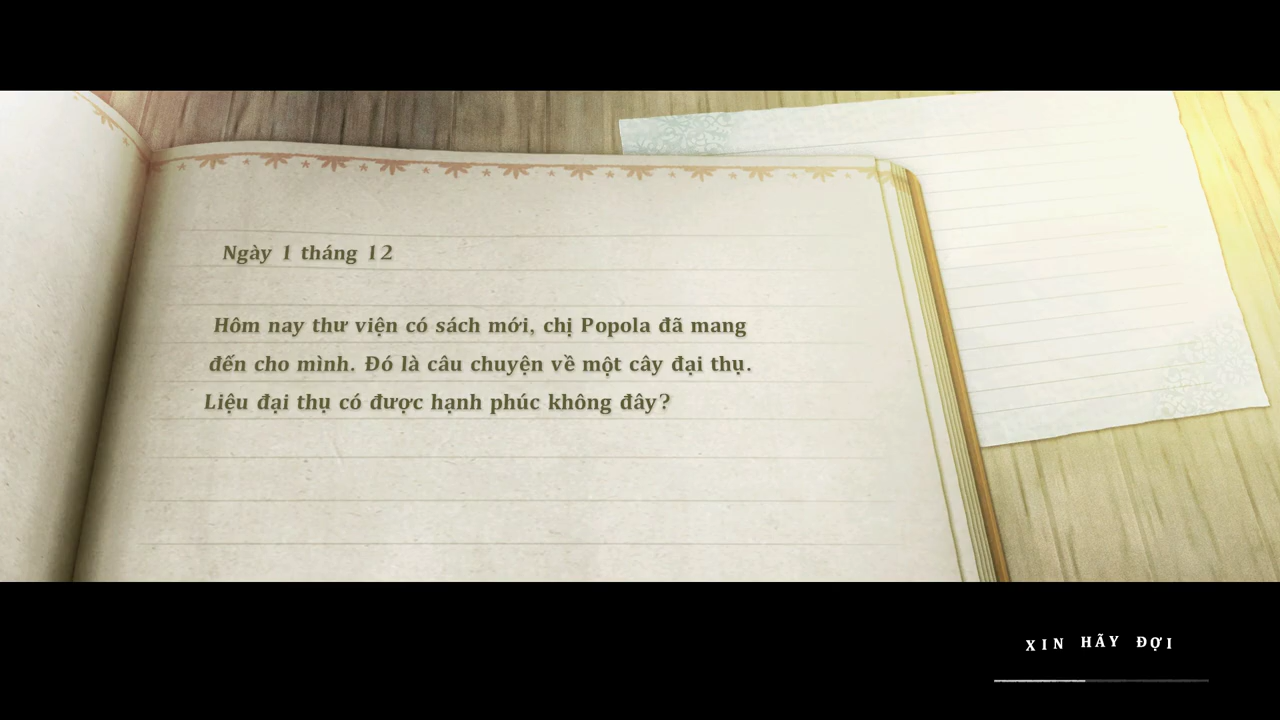 Ngày 1 tháng 12
Hôm nay thư viện có sách mới, chị Popola đã mang
đến cho mình. Đó là câu chuyện về một cây đại thụ.
Liệu đại thụ có được hạnh phúc không đây?
XIN HÃY ĐỢI